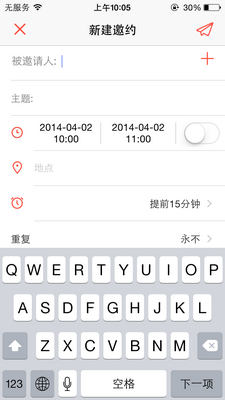 无服务 上午10:05 30%
新建邀约
被邀请人:
主题:
2014-04-02 2014-04-02
10:00 11:00
地点
提前15分钟
重复 永不
Q W E R T Y U I O P
A S D F G H J K L
Z X C V B N M
123 空格 下一项